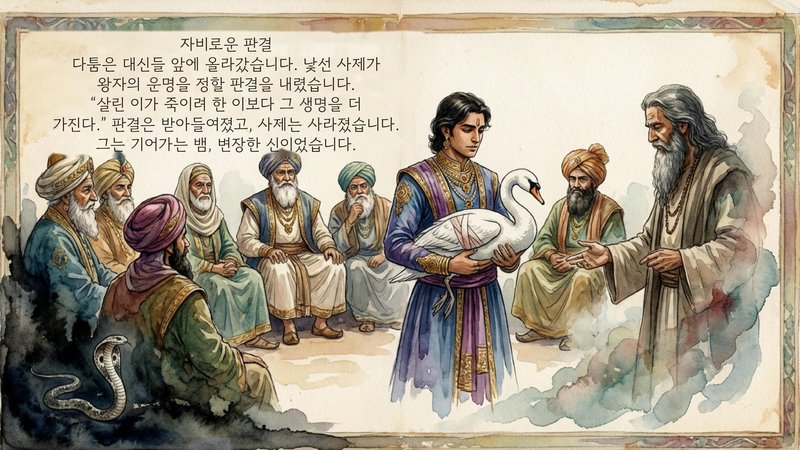 자비로운 판결
다툼은 대신들 앞에 올라갔습니다. 낯선 사제가
왕자의 운명을 정할 판결을 내렸습니다.
“살린 이가 죽이려 한 이보다 그 생명을 더
가진다.” 판결은 받아들여졌고, 사제는 사라졌습니다.
그는 기어가는 뱀, 변장한 신이었습니다.